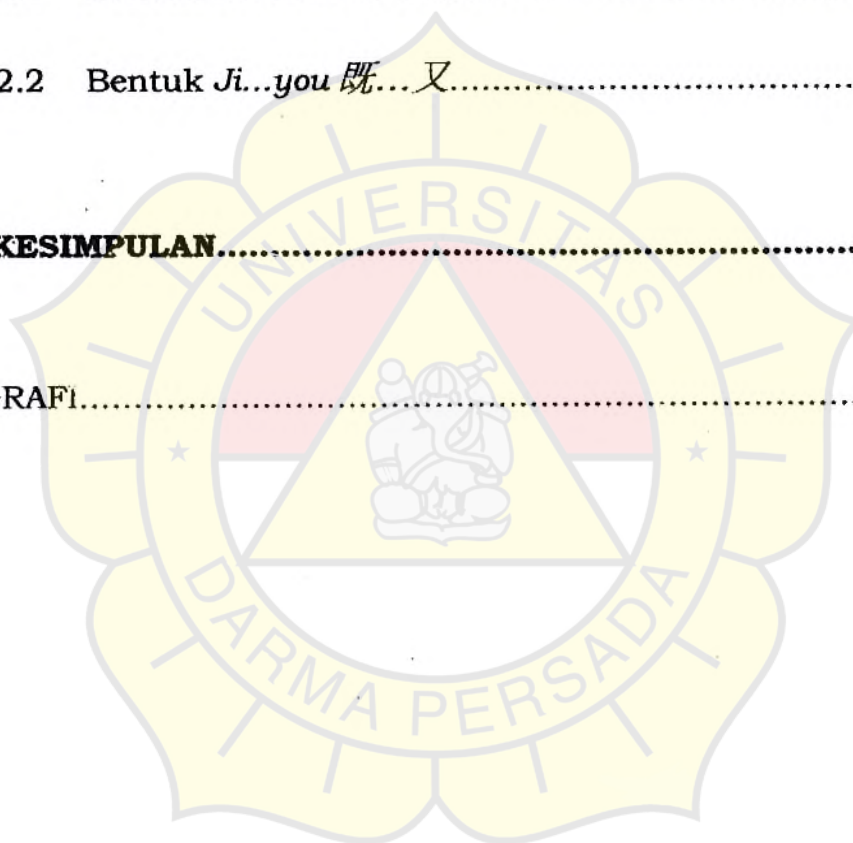 2.2 Bentuk Ji...you 既...又........................................
KESIMPULAN................................................................
RAFI................................................................................
UNIVERSITAS
DARMA PERSADA